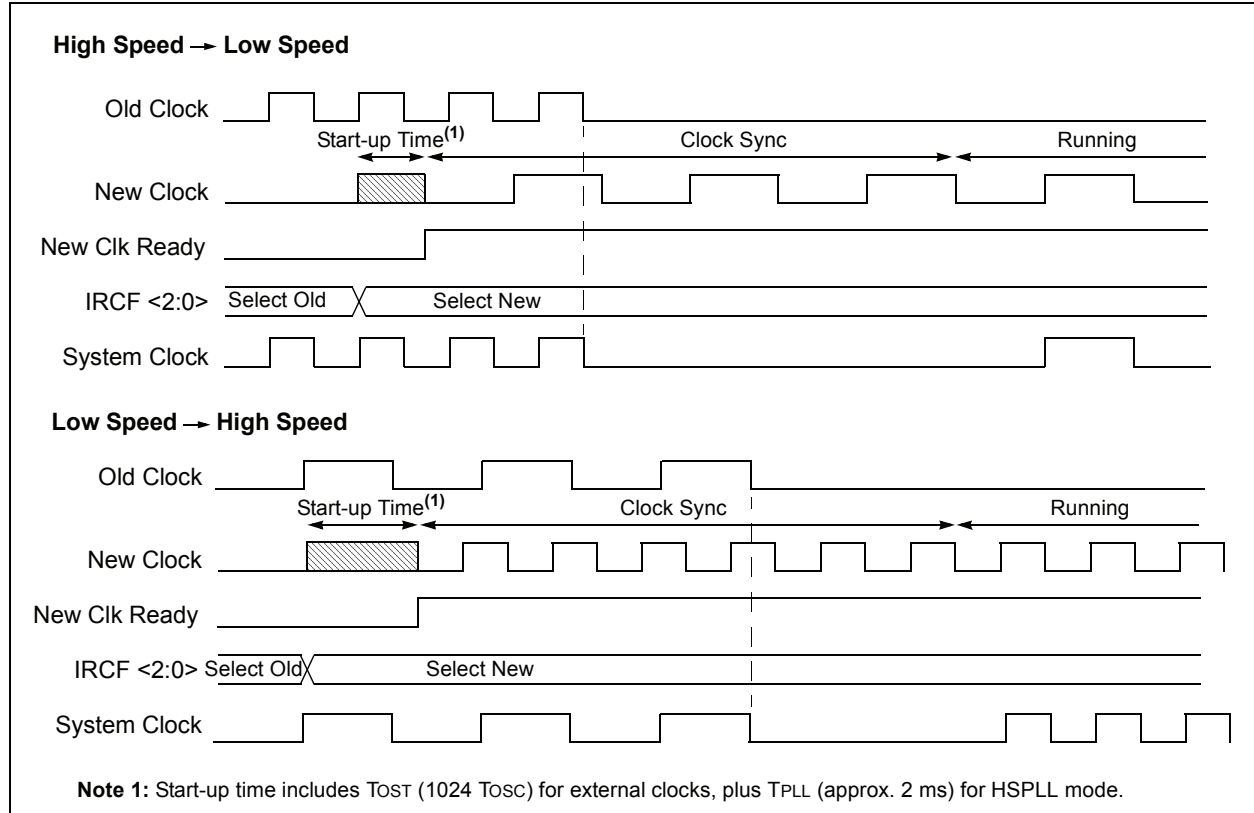 High Speed → Low Speed
Old Clock
Start-up Time(1) Clock Sync Running
New Clock
New Clk Ready
IRCF <2:0> Select Old Select New
System Clock
Low Speed → High Speed
Old Clock
Start-up Time(1) Clock Sync Running
New Clock
New Clk Ready
IRCF <2:0> Select Old Select New
System Clock
Note 1: Start-up time includes TOST (1024 TOSC) for external clocks, plus TPLL (approx. 2 ms) for HSPLL mode.